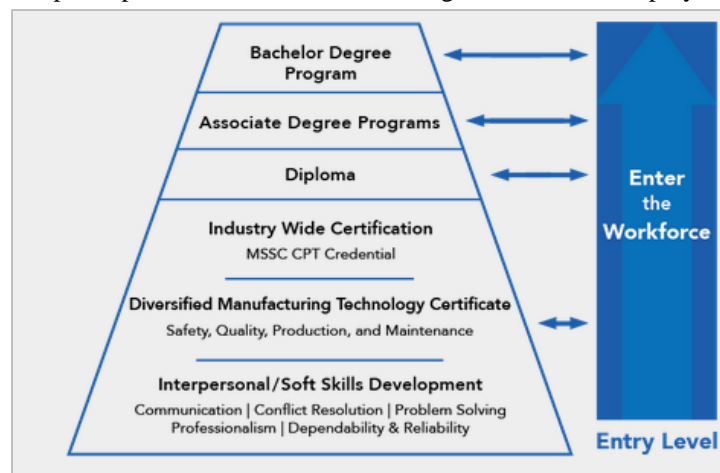 Bachelor Degree
Program
Associate Degree Programs
Diploma
Industry Wide Certification
MSSC CPT Credential
Diversified Manufacturing Technology Certificate
Safety, Quality, Production, and Maintenance
Interpersonal/Soft Skills Development
Communication | Conflict Resolution | Problem Solving
Professionalism | Dependability & Reliability
Enter
the
Workforce
Entry Level